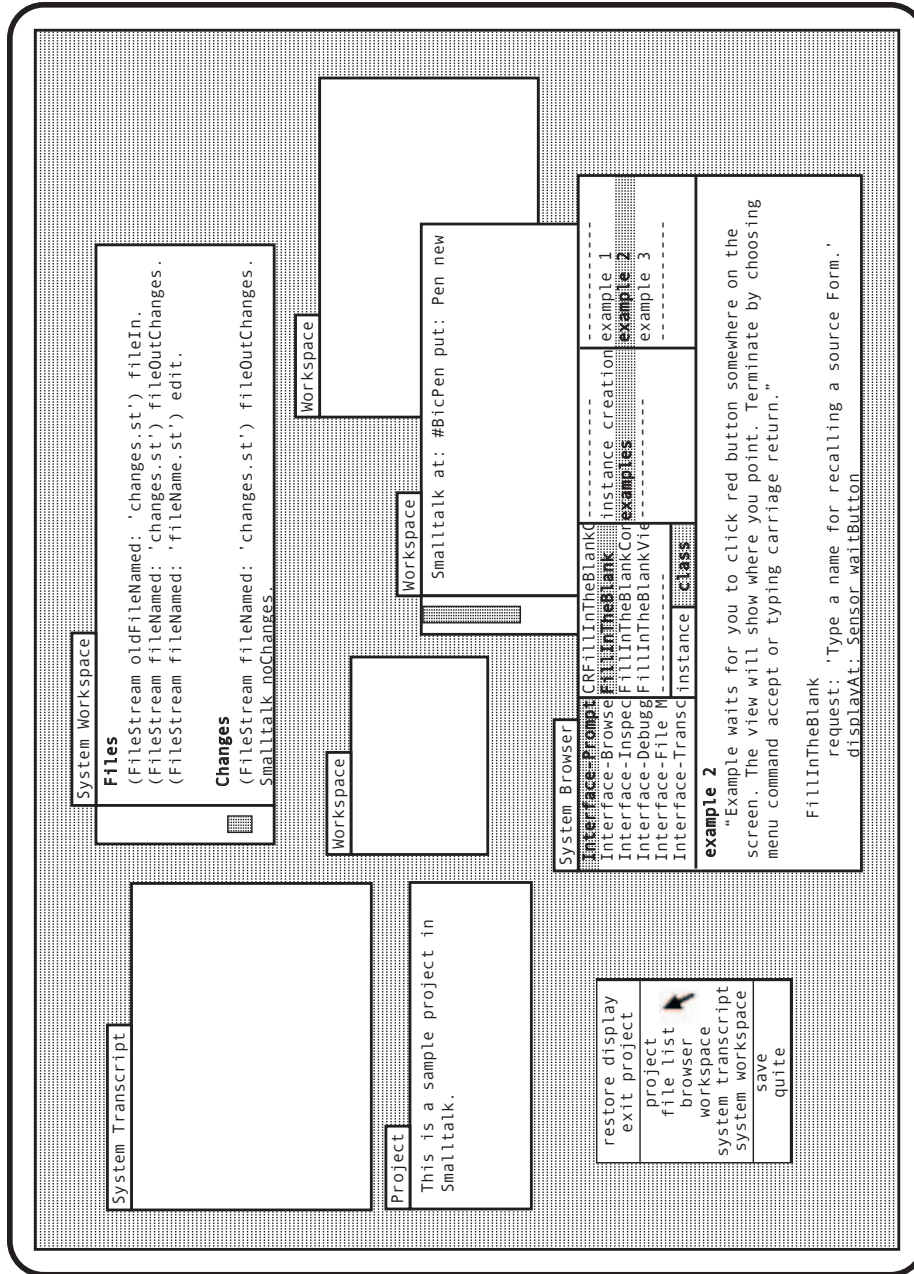 System Transcript
System Workspace
Files
(FileStream oldFileNamed: 'changes.st') fileIn.
(FileStream fileNamed: 'changes.st') fileOutChanges.
(FileStream fileNamed: 'fileName.st') edit.
Changes
(FileStream fileNamed: 'changes.st') fileOutChanges.
Smalltalk noChanges.
Project
This is a sample project in
Smalltalk.
Workspace
Workspace
Workspace
Smalltalk at: #BicPen put: Pen new
restore display
exit project
project
file list
browser
workspace
system transcript
system workspace
save
quite
System Browser
Interface-Prompt
Interface-Browse
Interface-Inspec
Interface-Debugg
Interface-File M
Interface-Transc
CRFillInTheBlankC
FillInTheBlank
FillInTheBlankCon
FillInTheBlankVie
------------
instance class
------------
instance creation
examples
------------
------------
example 1
example 2
example 3
------------
example 2
"Example waits for you to click red button somewhere on the
screen. The view will show where you point. Terminate by choosing
menu command accept or typing carriage return."
FillInTheBlank
request: 'Type a name for recalling a source Form.'
displayAt: Sensor waitButton